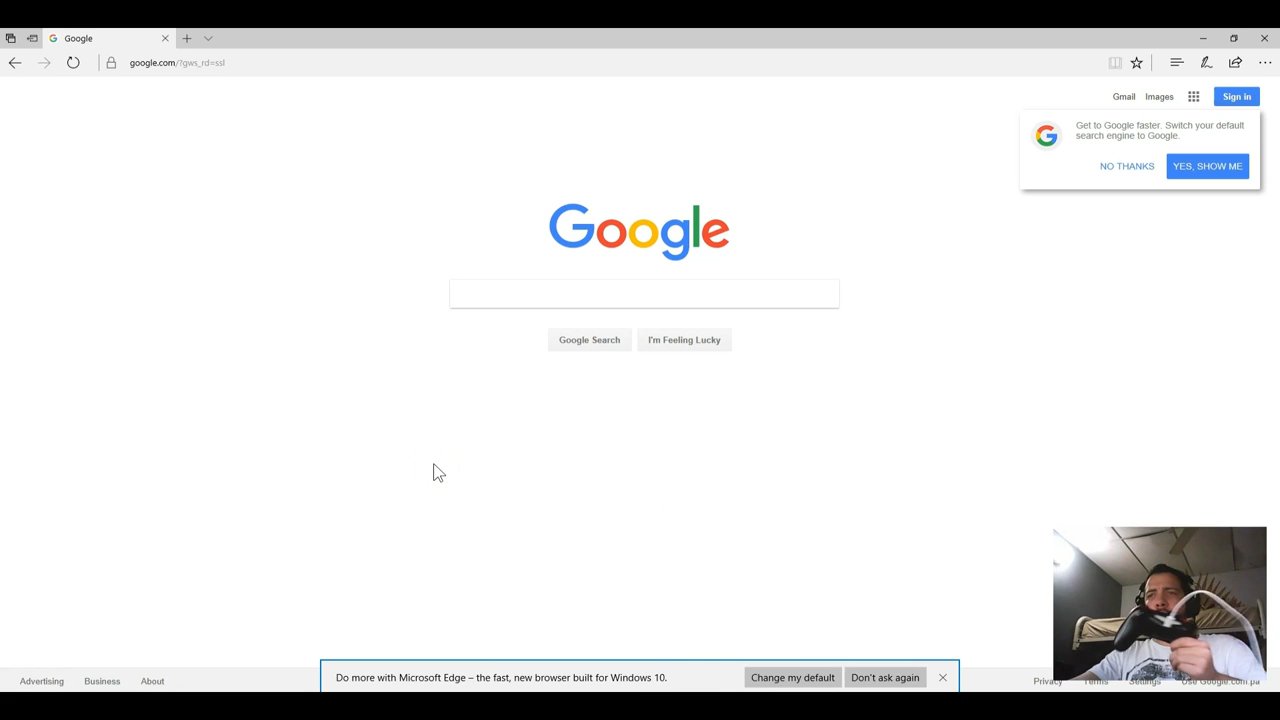 Google
google.com/?gws_rd=ssl
Gmail Images Sign in
Get to Google faster. Switch your default
search engine to Google.
NO THANKS YES, SHOW ME
Google
Google Search I'm Feeling Lucky
Do more with Microsoft Edge – the fast, new browser built for Windows 10. Change my default Don't ask again
Advertising Business About Privacy Terms Settings Use Google.com.pa